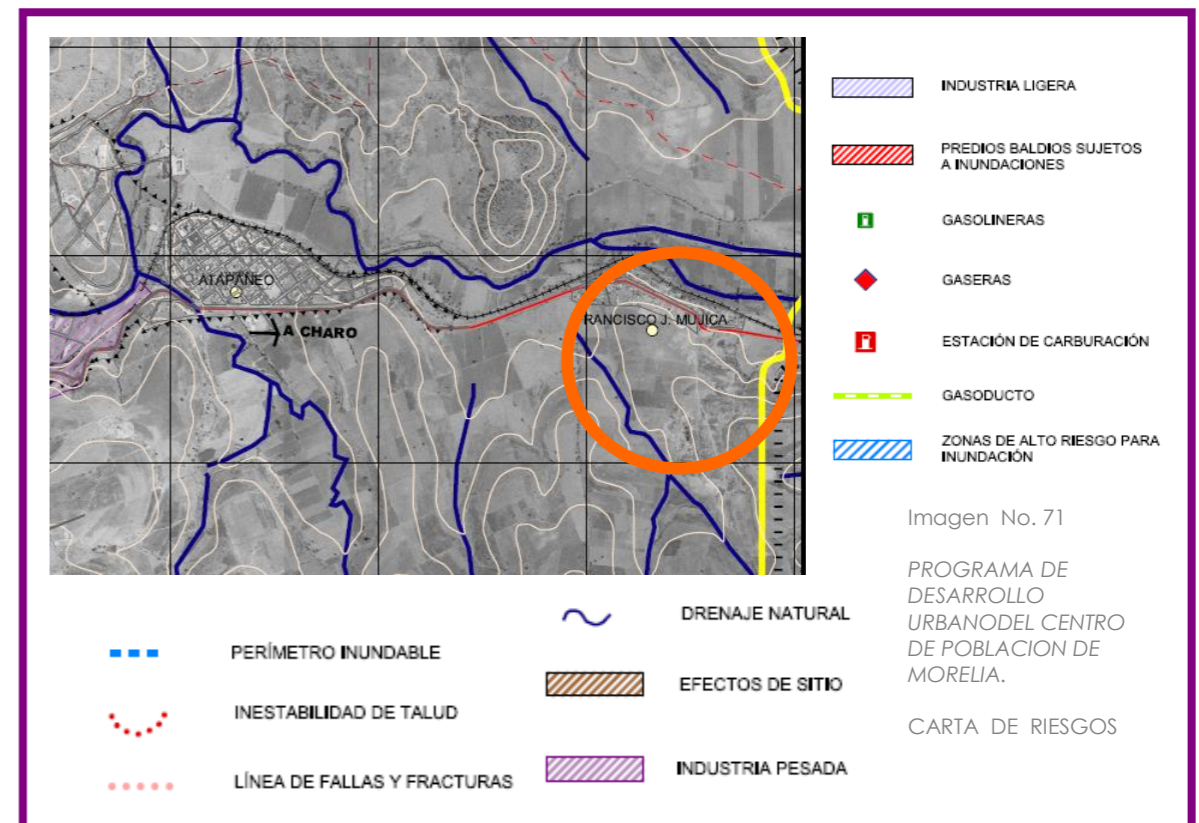 ATAPANEO
A CHARO
RANCISCO J. MUJICA
INDUSTRIA LIGERA
PREDIOS BALDIOS SUJETOS
A INUNDACIONES
GASOLINERAS
GASERAS
ESTACIÓN DE CARBURACIÓN
GASODUCTO
ZONAS DE ALTO RIESGO PARA
INUNDACIÓN
Imagen No. 71
PROGRAMA DE
DESARROLLO
URBANODEL CENTRO
DE POBLACION DE
MORELIA.
CARTA DE RIESGOS
PERÍMETRO INUNDABLE
INESTABILIDAD DE TALUD
LÍNEA DE FALLAS Y FRACTURAS
DRENAJE NATURAL
EFECTOS DE SITIO
INDUSTRIA PESADA